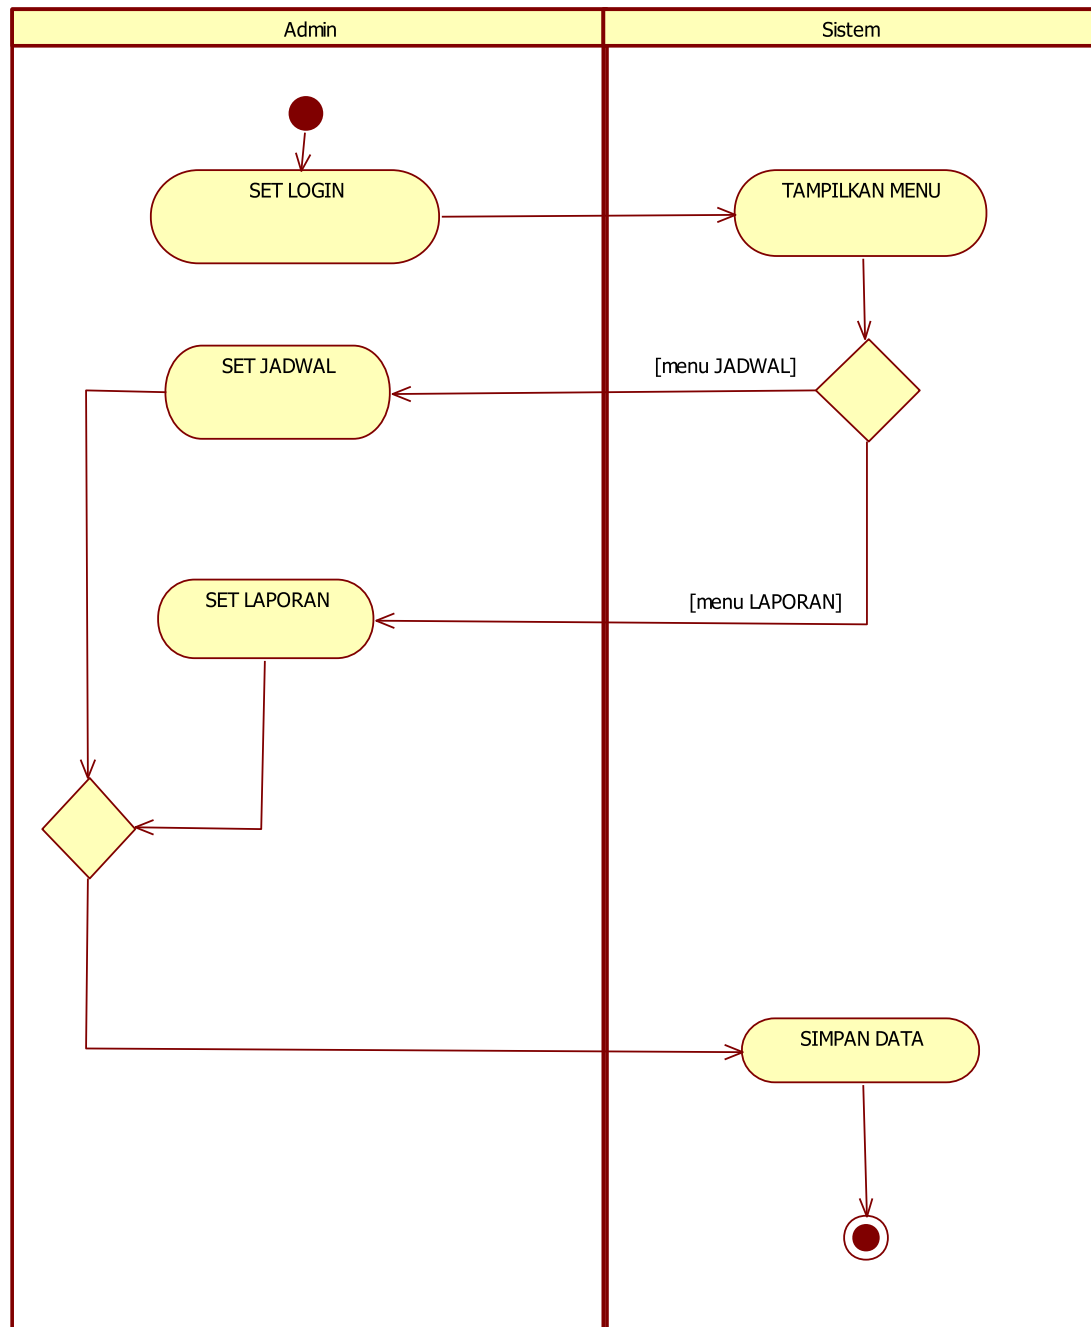 Admin
Sistem
SET LOGIN
TAMPILKAN MENU
SET JADWAL
[menu JADWAL]
SET LAPORAN
[menu LAPORAN]
SIMPAN DATA